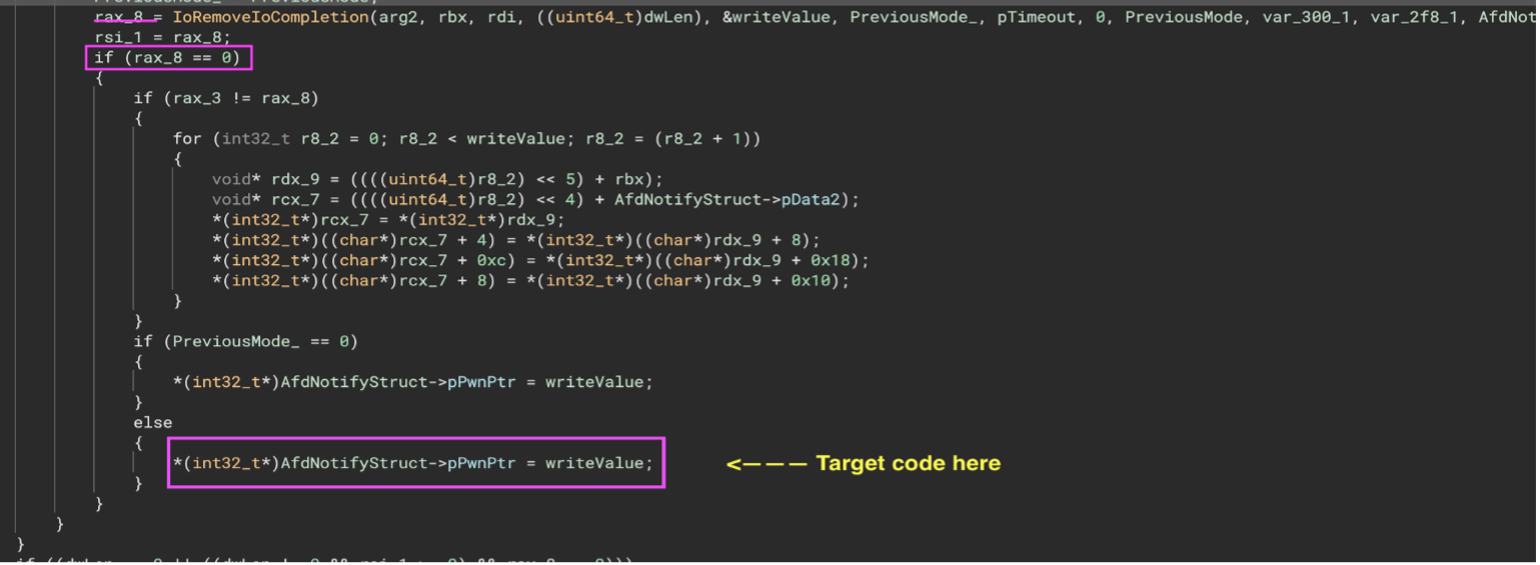 rax_8 = IoRemoveIoCompletion(arg2, rbx, rdi, ((uint64_t)dwLen), &writeValue, PreviousMode_, pTimeout, 0, PreviousMode, var_300_1, var_2f8_1, AfdNot
rsi_1 = rax_8;
if (rax_8 == 0)
{
if (rax_3 != rax_8)
{
for (int32_t r8_2 = 0; r8_2 < writeValue; r8_2 = (r8_2 + 1))
{
void* rdx_9 = ((((uint64_t)r8_2) << 5) + rbx);
void* rcx_7 = ((((uint64_t)r8_2) << 4) + AfdNotifyStruct->pData2);
*(int32_t*)rcx_7 = *(int32_t*)rdx_9;
*(int32_t*)((char*)rcx_7 + 4) = *(int32_t*)((char*)rdx_9 + 8);
*(int32_t*)((char*)rcx_7 + 0xc) = *(int32_t*)((char*)rdx_9 + 0x18);
*(int32_t*)((char*)rcx_7 + 8) = *(int32_t*)((char*)rdx_9 + 0x10);
}
}
if (PreviousMode_ == 0)
{
*(int32_t*)AfdNotifyStruct->pPwnPtr = writeValue;
}
else
{
*(int32_t*)AfdNotifyStruct->pPwnPtr = writeValue; <--- Target code here
}
}
}
}